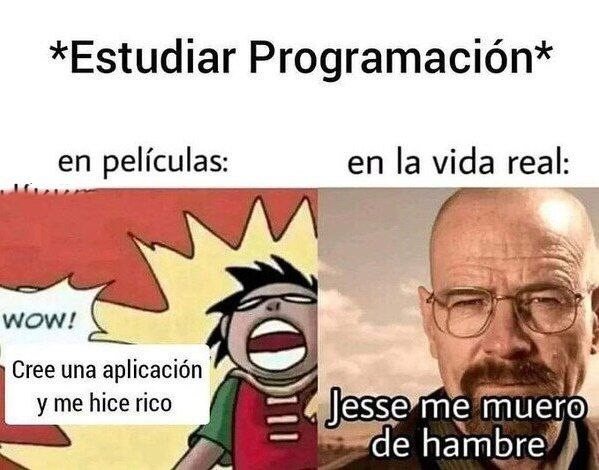 *Estudiar Programación*
en películas:
en la vida real:
WOW!
Cree una aplicación
y me hice rico
Jesse me muero
de hambre